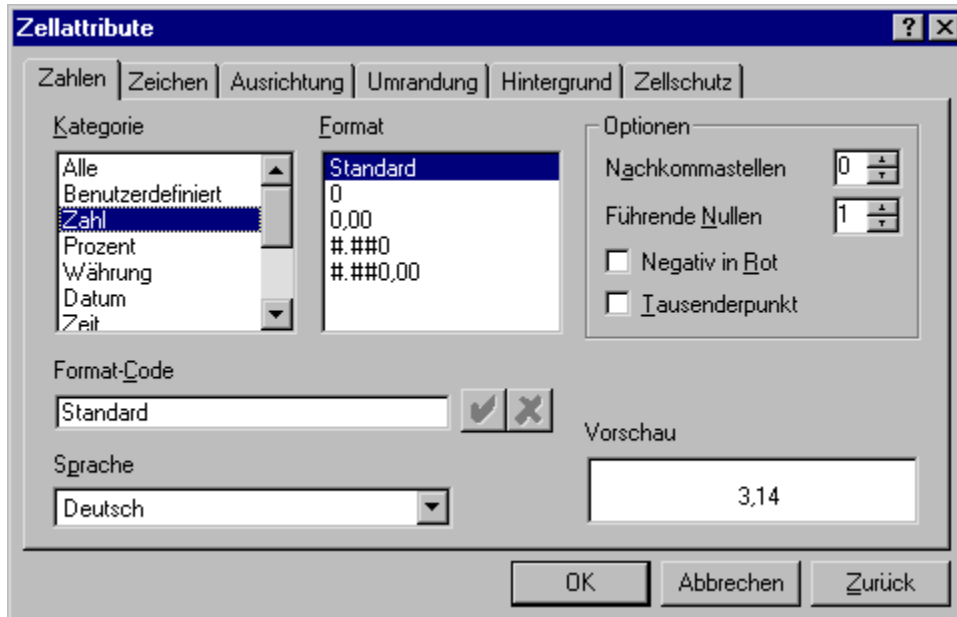 Zellattribute
Zahlen Zeichen Ausrichtung Umrandung Hintergrund Zellschutz
Kategorie
Alle
Benutzerdefiniert
Zahl
Prozent
Währung
Datum
Zeit
Format
Standard
0
0,00
#.##0
#.##0,00
Optionen
Nachkommastellen 0
Führende Nullen 1
Negativ in Rot
Tausenderpunkt
Format-Code
Standard
Sprache
Deutsch
Vorschau
3,14
OK Abbrechen Zurück